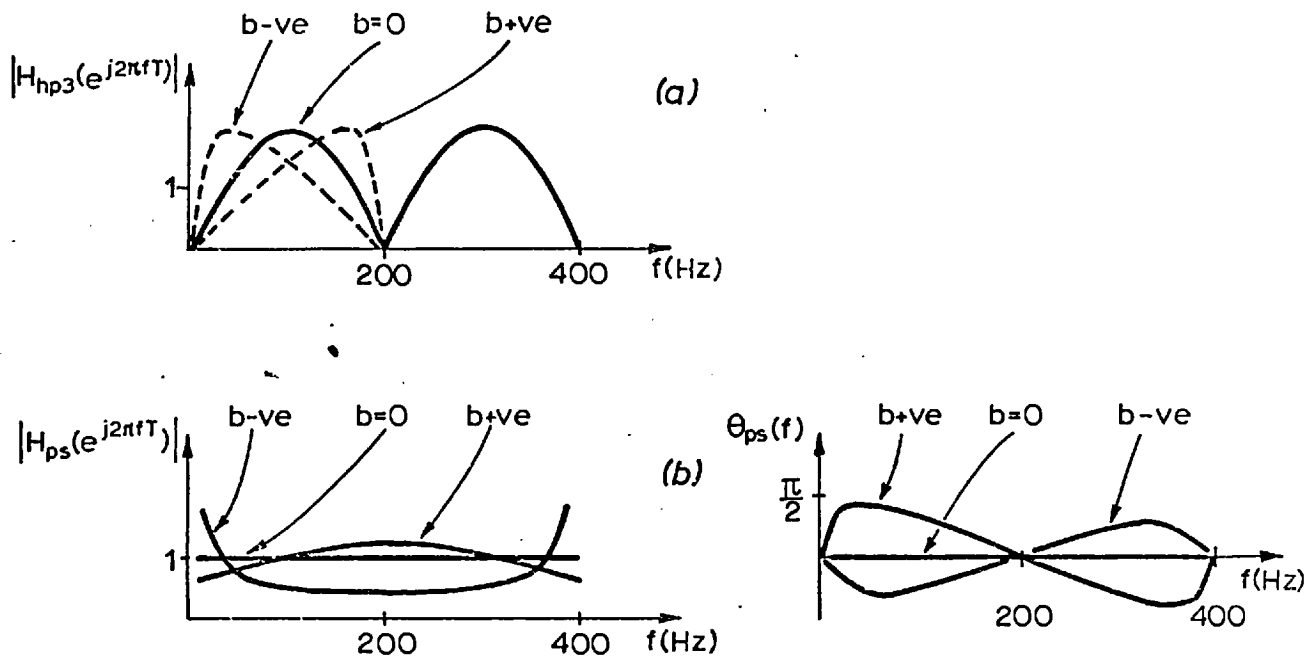 b-ve b=0 b+ve
|H_hp3(e^{j2πfT})|
(a)
1
200 400 f(Hz)
b-ve b=0 b+ve
|H_ps(e^{j2πfT})|
(b)
1
200 400 f(Hz)
b+ve b=0 b-ve
θ_ps(f)
π/2
200 400 f(Hz)